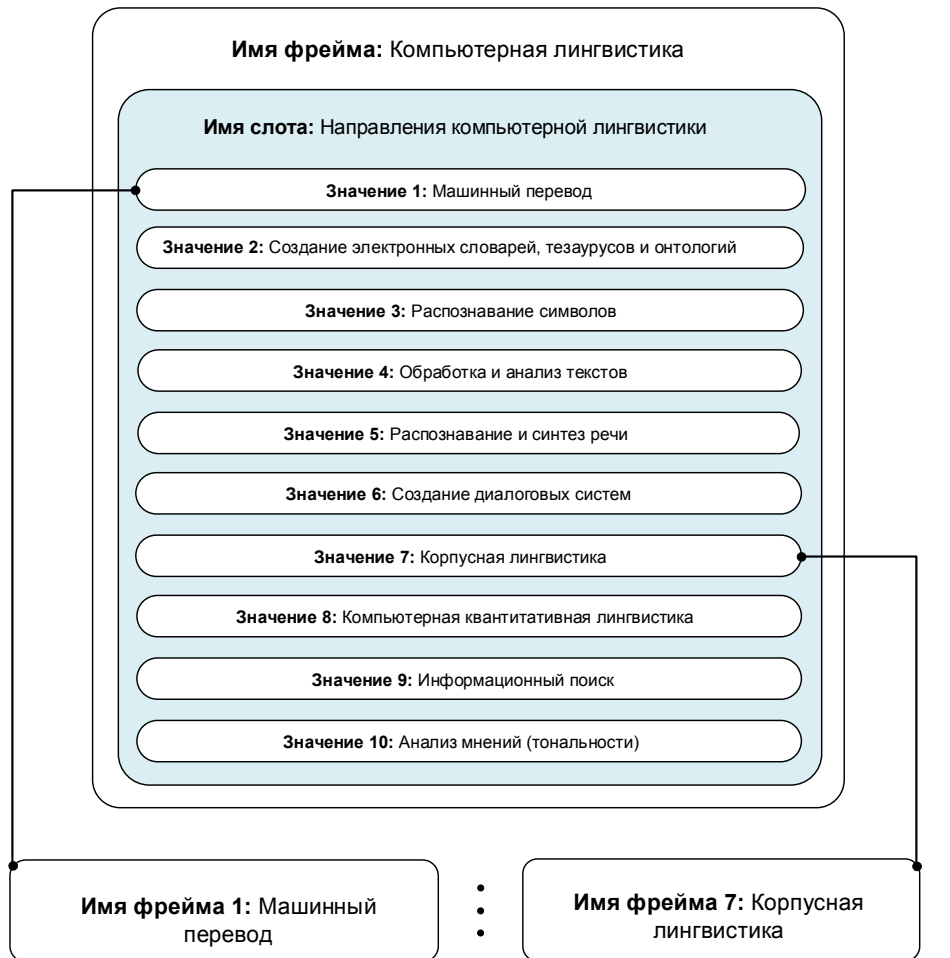 Имя фрейма: Компьютерная лингвистика
Имя слота: Направления компьютерной лингвистики
Значение 1: Машинный перевод
Значение 2: Создание электронных словарей, тезаурусов и онтологий
Значение 3: Распознавание символов
Значение 4: Обработка и анализ текстов
Значение 5: Распознавание и синтез речи
Значение 6: Создание диалоговых систем
Значение 7: Корпусная лингвистика
Значение 8: Компьютерная квантитативная лингвистика
Значение 9: Информационный поиск
Значение 10: Анализ мнений (тональности)
Имя фрейма 1: Машинный
перевод
Имя фрейма 7: Корпусная
лингвистика